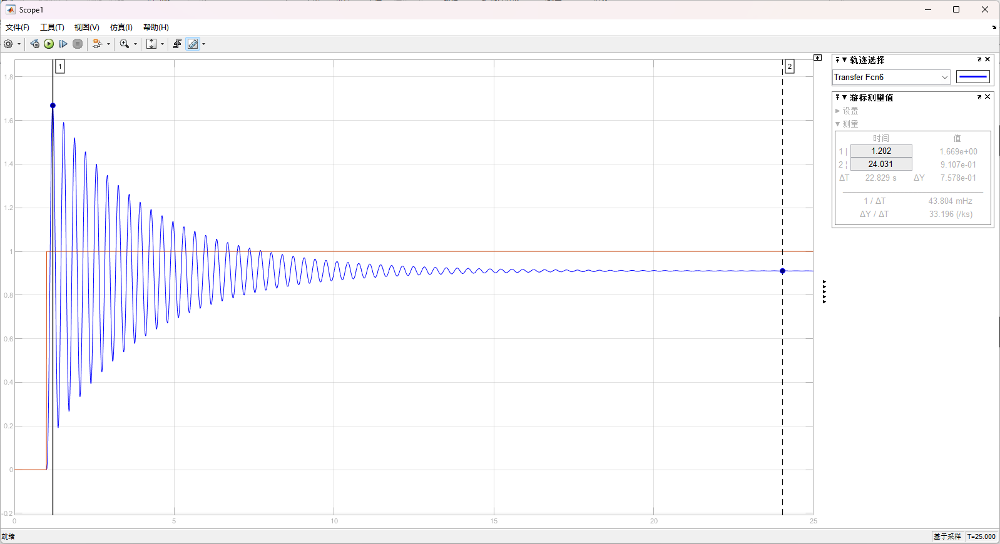 Scope1
文件(F) 工具(T) 视图(V) 仿真(I) 帮助(H)
1
2
1.8
1.6
1.4
1.2
1
0.8
0.6
0.4
0.2
0
-0.2
0 5 10 15 20 25
轨迹选择
Transfer Fcn6
游标测量值
设置
测量
时间 值
1 | 1.202 1.669e+00
2 ¦ 24.031 9.107e-01
ΔT 22.829 s ΔY 7.578e-01
1 / ΔT 43.804 mHz
ΔY / ΔT 33.196 (/ks)
就绪 基于采样 T=25.000